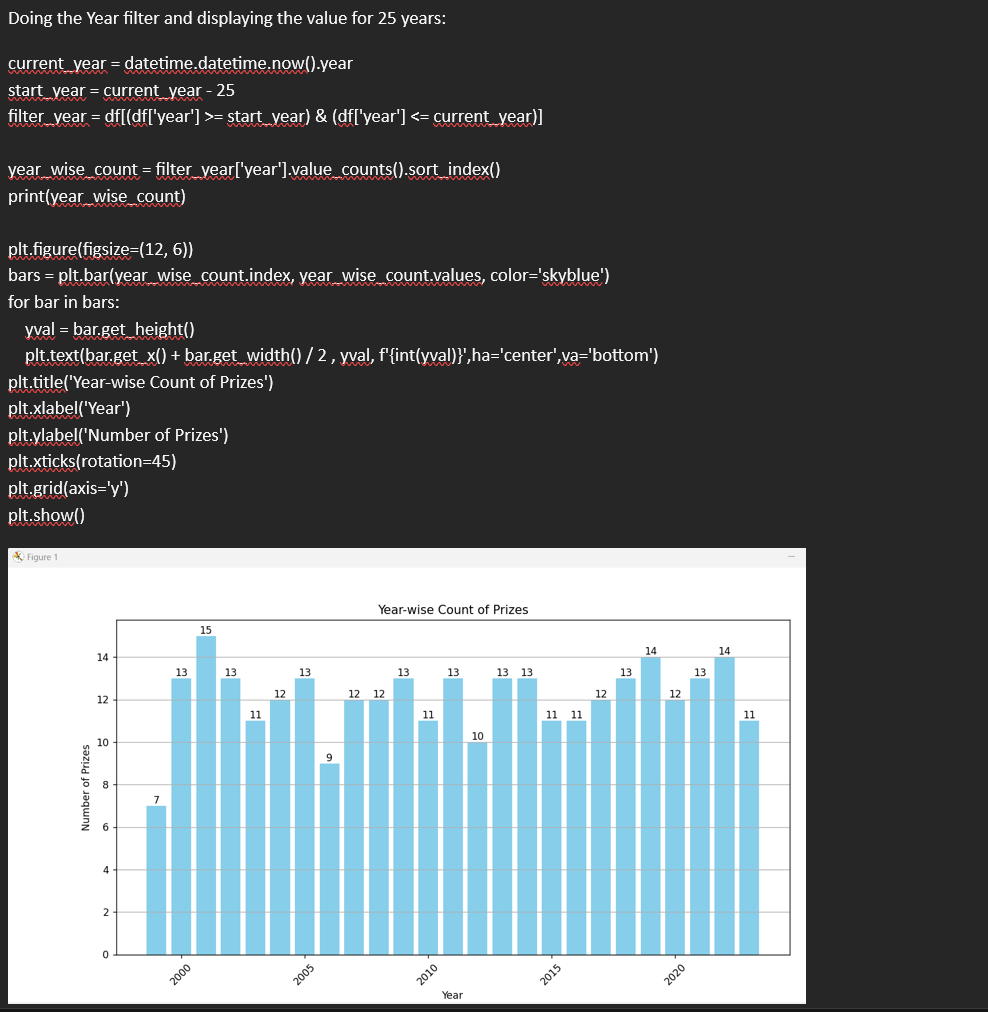 Doing the Year filter and displaying the value for 25 years:
current_year = datetime.datetime.now().year
start_year = current_year - 25
filter_year = df[(df['year'] >= start_year) & (df['year'] <= current_year)]
year_wise_count = filter_year['year'].value_counts().sort_index()
print(year_wise_count)
plt.figure(figsize=(12, 6))
bars = plt.bar(year_wise_count.index, year_wise_count.values, color='skyblue')
for bar in bars:
    yval = bar.get_height()
    plt.text(bar.get_x() + bar.get_width() / 2 , yval, f'{int(yval)}',ha='center',va='bottom')
plt.title('Year-wise Count of Prizes')
plt.xlabel('Year')
plt.ylabel('Number of Prizes')
plt.xticks(rotation=45)
plt.grid(axis='y')
plt.show()
Figure 1
Year-wise Count of Prizes
7 13 15 13 11 12 13 9 12 12 13 11 13 10 13 13 11 11 12 13 14 12 13 14 11
14
12
10
8
6
4
2
0
Number of Prizes
2000 2005 2010 2015 2020
Year